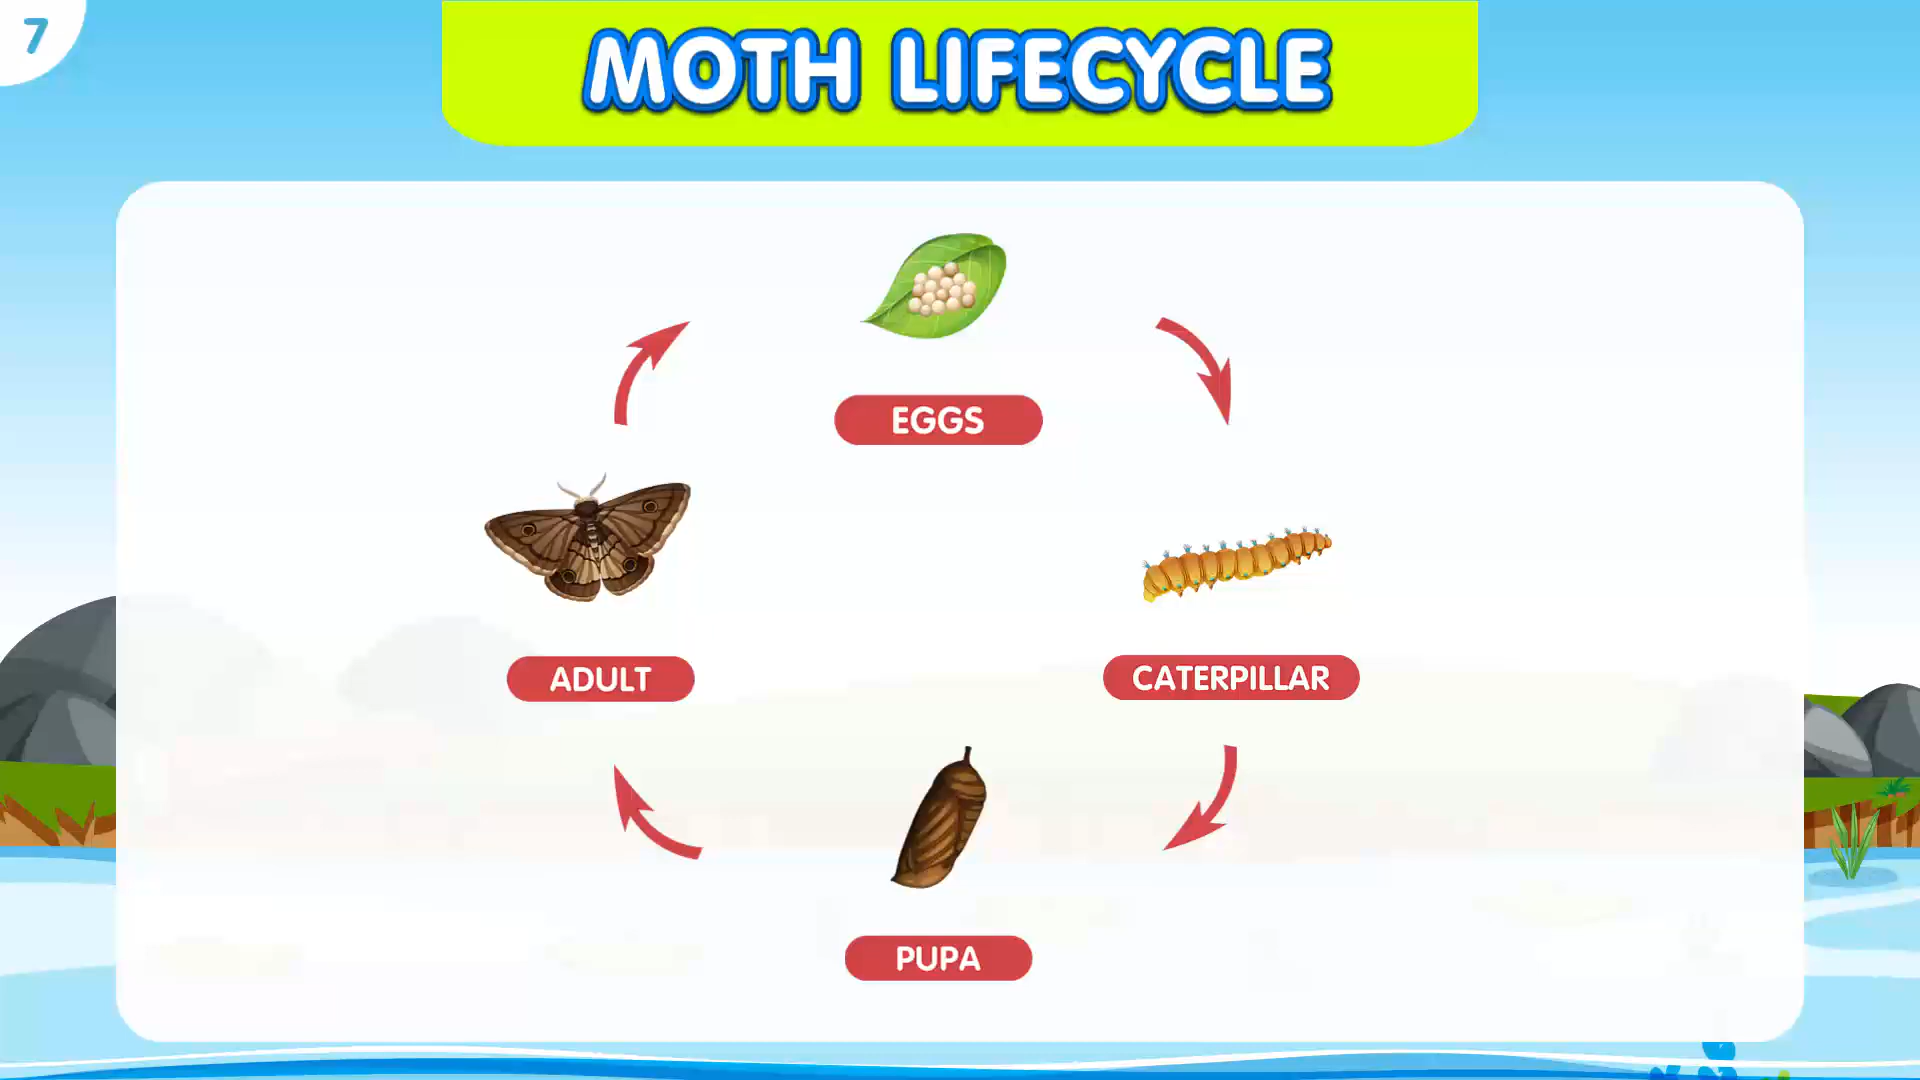 7
MOTH LIFECYCLE
EGGS
ADULT
CATERPILLAR
PUPA